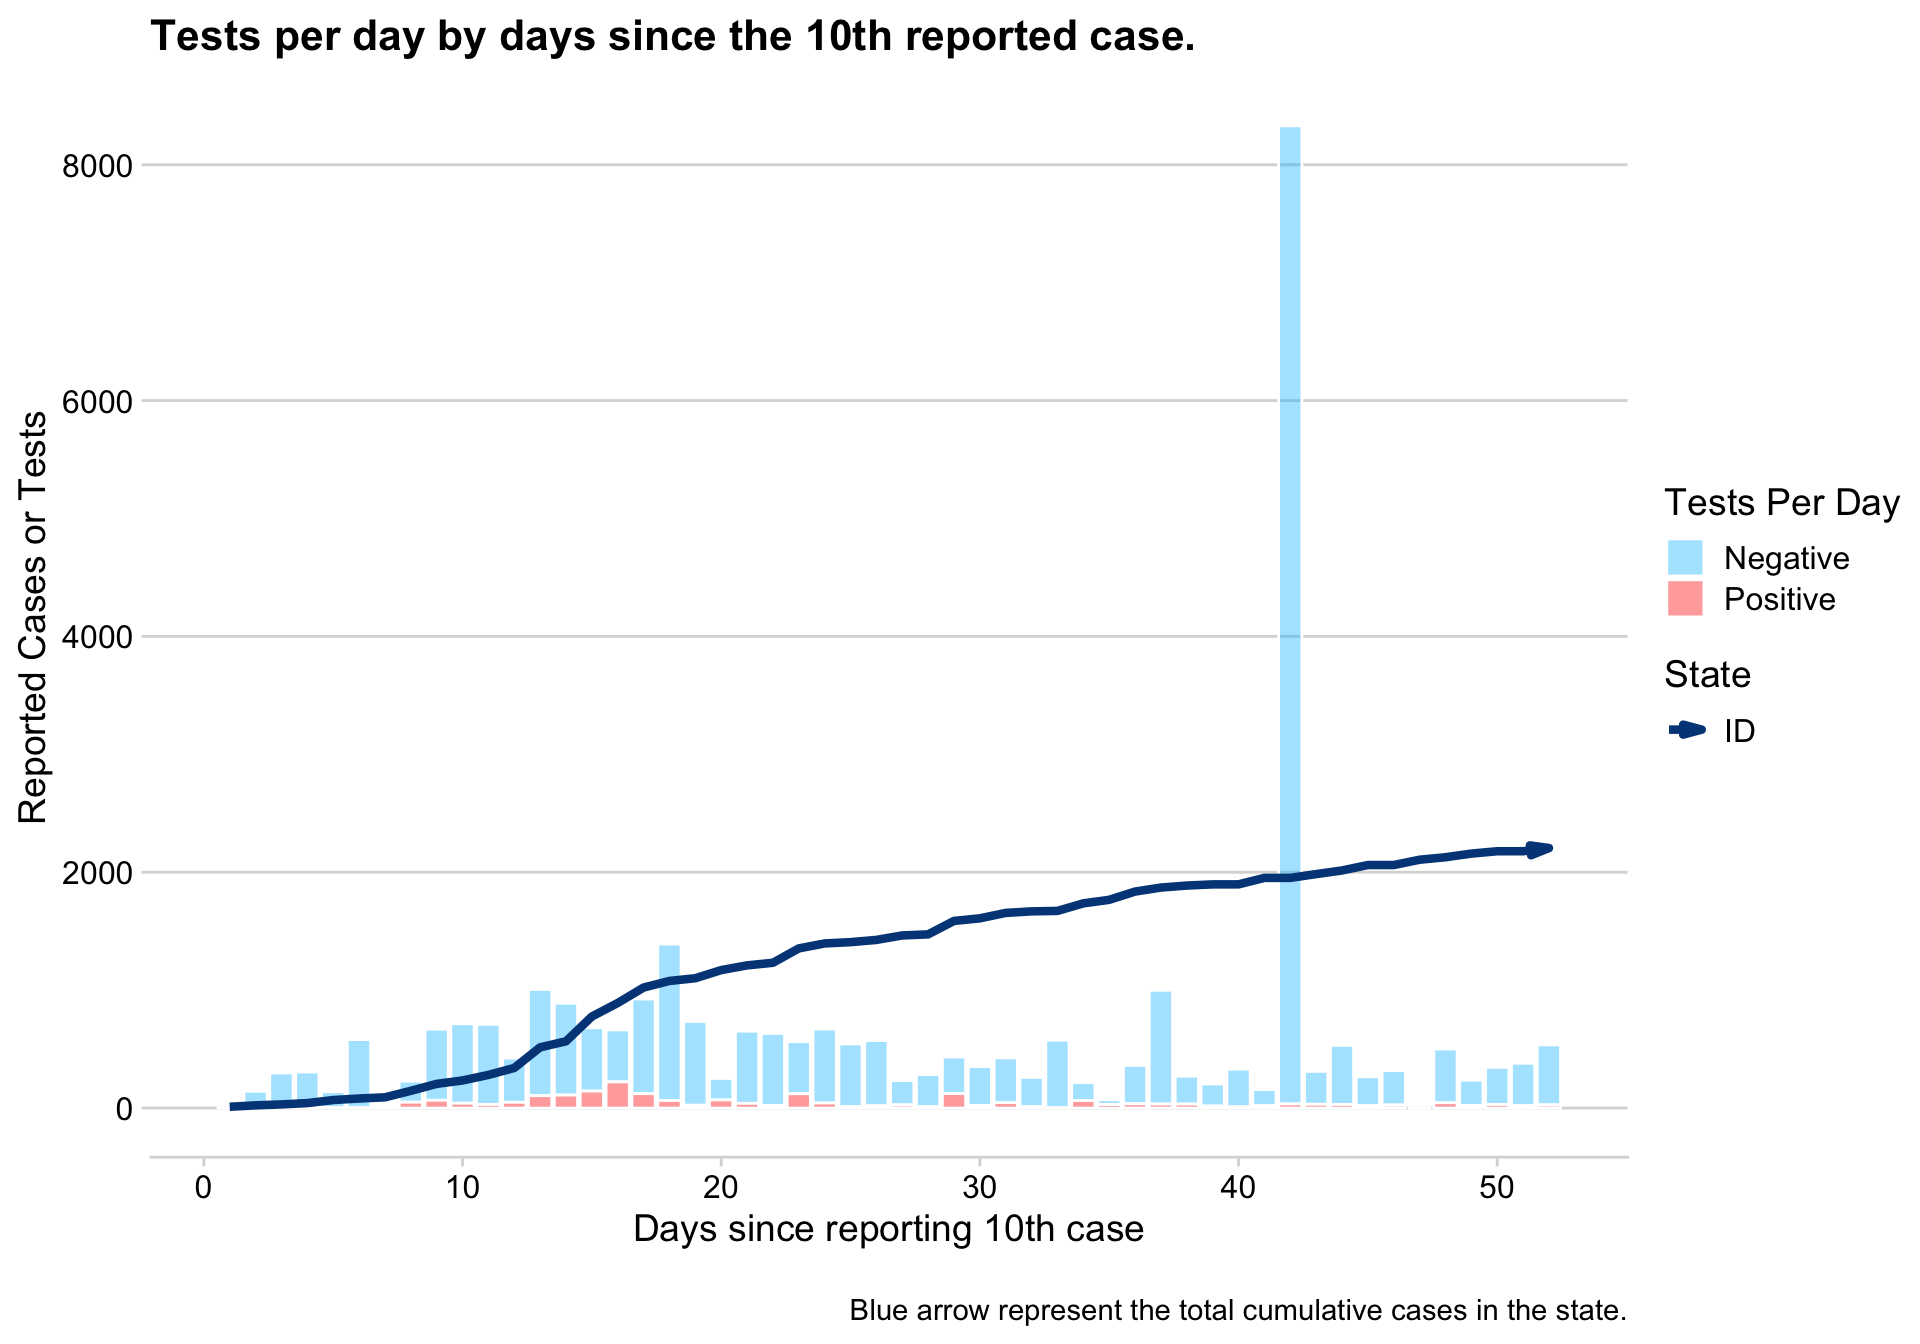 Tests per day by days since the 10th reported case.
Reported Cases or Tests
8000
6000
4000
2000
0
0 10 20 30 40 50
Days since reporting 10th case
Tests Per Day
Negative
Positive
State
ID
Blue arrow represent the total cumulative cases in the state.